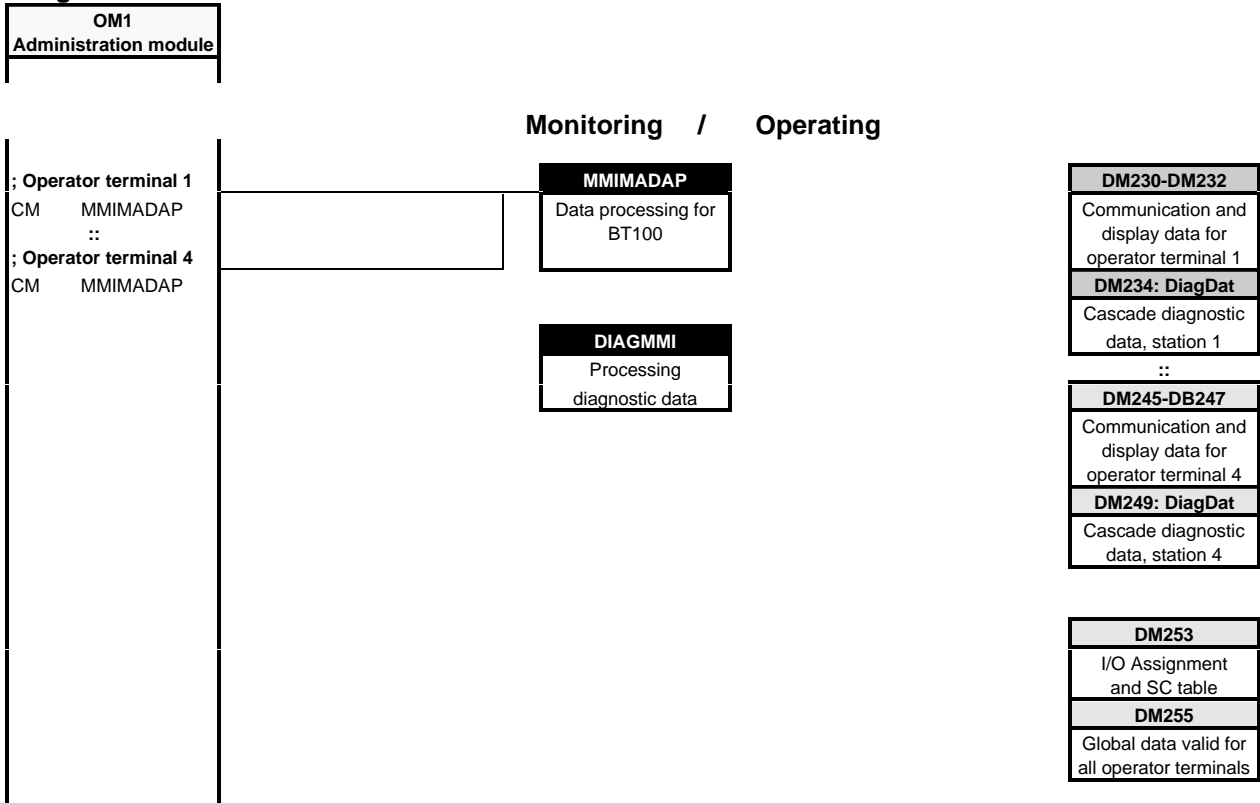 OM1
Administration module
Monitoring / Operating
; Operator terminal 1
CM MMIMADAP
::
; Operator terminal 4
CM MMIMADAP
MMIMADAP
Data processing for
BT100
DIAGMMI
Processing
diagnostic data
DM230-DM232
Communication and
display data for
operator terminal 1
DM234: DiagDat
Cascade diagnostic
data, station 1
::
DM245-DB247
Communication and
display data for
operator terminal 4
DM249: DiagDat
Cascade diagnostic
data, station 4
DM253
I/O Assignment
and SC table
DM255
Global data valid for
all operator terminals